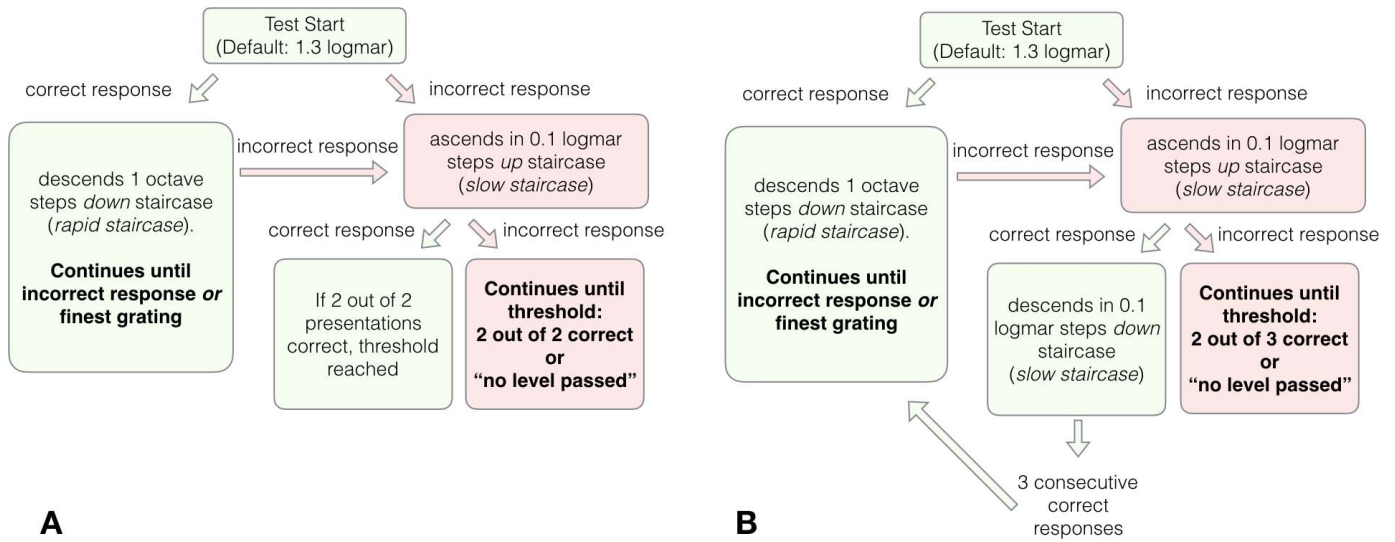 Test Start
(Default: 1.3 logmar)
correct response
incorrect response
descends 1 octave
steps down staircase
(rapid staircase).
Continues until
incorrect response or
finest grating
incorrect response
ascends in 0.1 logmar
steps up staircase
(slow staircase)
correct response
incorrect response
If 2 out of 2
presentations
correct, threshold
reached
Continues until
threshold:
2 out of 2 correct
or
“no level passed”
A
Test Start
(Default: 1.3 logmar)
correct response
incorrect response
descends 1 octave
steps down staircase
(rapid staircase).
Continues until
incorrect response or
finest grating
incorrect response
ascends in 0.1 logmar
steps up staircase
(slow staircase)
correct response
incorrect response
descends in 0.1
logmar steps down
staircase
(slow staircase)
Continues until
threshold:
2 out of 3 correct
or
“no level passed”
3 consecutive
correct
responses
B